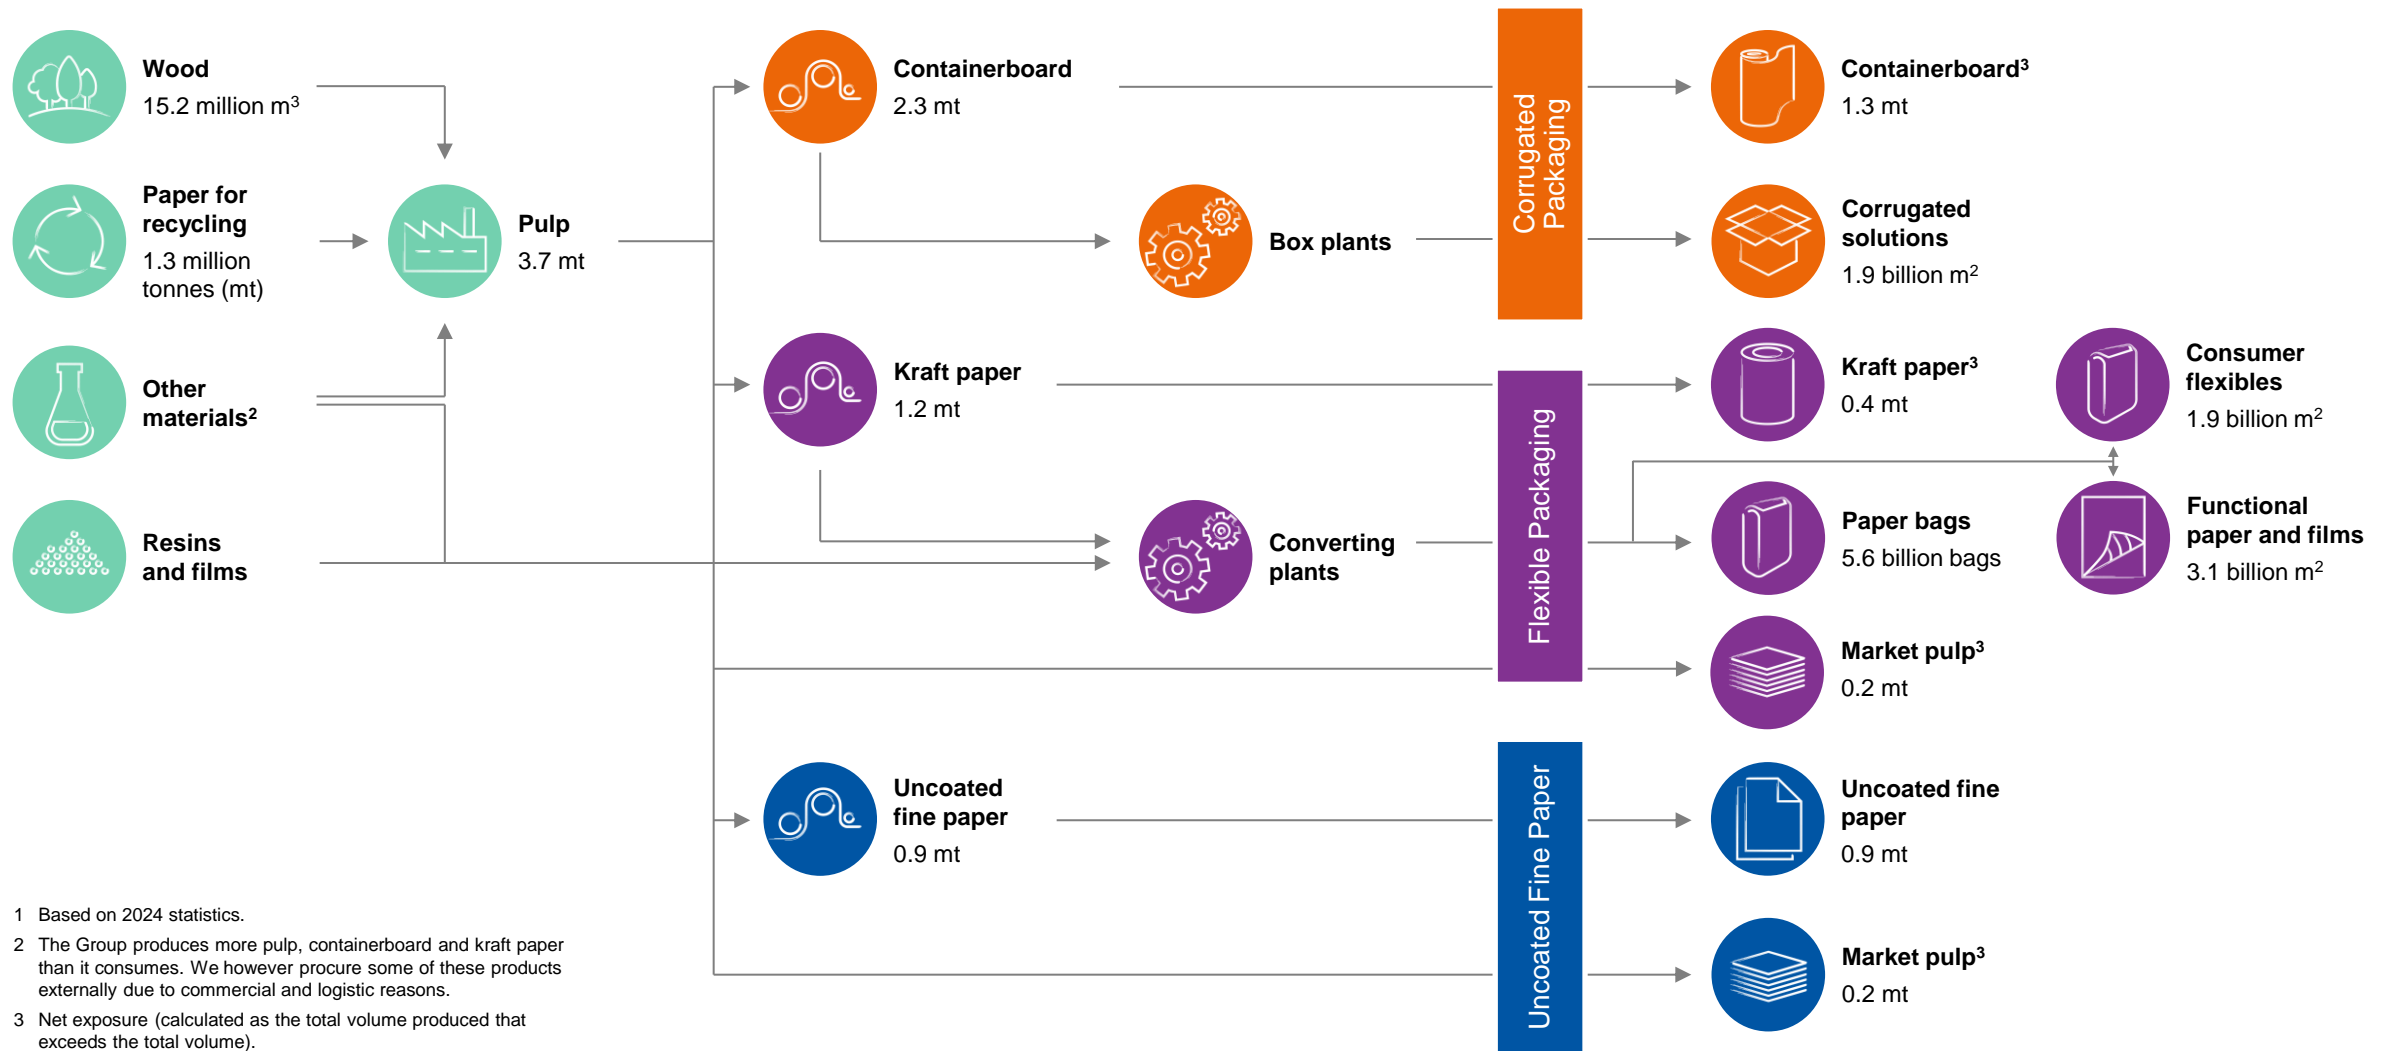 Wood
15.2 million m3
Paper for
recycling
1.3 million
tonnes (mt)
Other
materials2
Resins
and films
Pulp
3.7 mt
Containerboard
2.3 mt
Box plants
Kraft paper
1.2 mt
Converting
plants
Uncoated
fine paper
0.9 mt
Corrugated
Packaging
Flexible Packaging
Uncoated Fine Paper
Containerboard3
1.3 mt
Corrugated
solutions
1.9 billion m2
Kraft paper3
0.4 mt
Consumer
flexibles
1.9 billion m2
Paper bags
5.6 billion bags
Functional
paper and films
3.1 billion m2
Market pulp3
0.2 mt
Uncoated fine
paper
0.9 mt
Market pulp3
0.2 mt
1 Based on 2024 statistics.
2 The Group produces more pulp, containerboard and kraft paper
than it consumes. We however procure some of these products
externally due to commercial and logistic reasons.
3 Net exposure (calculated as the total volume produced that
exceeds the total volume).